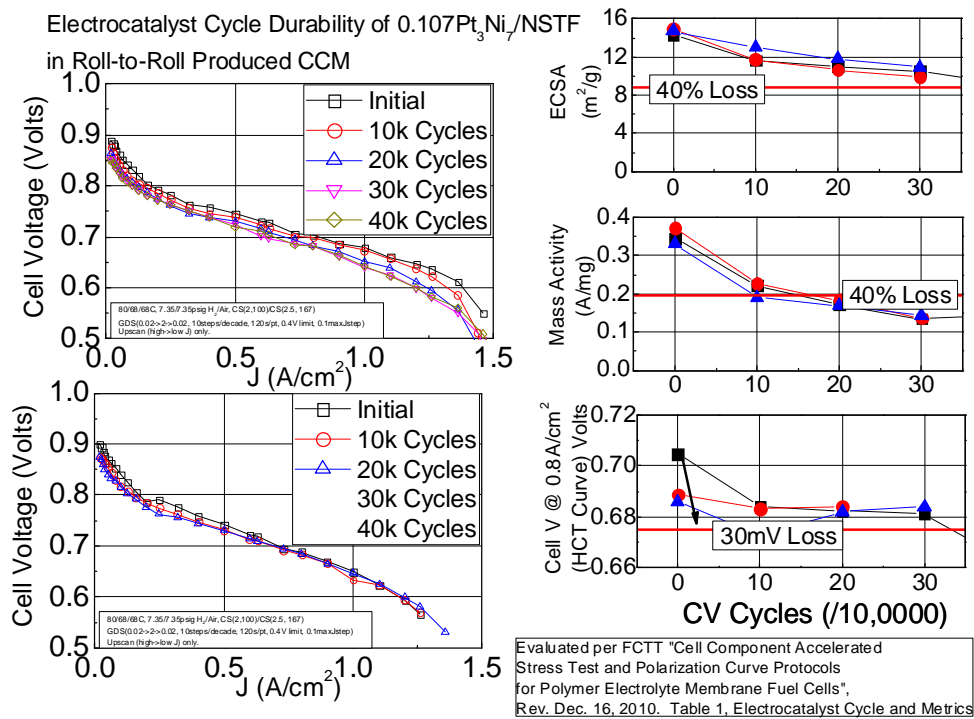 Electrocatalyst Cycle Durability of 0.107Pt₃Ni₇/NSTF
in Roll-to-Roll Produced CCM
Cell Voltage (Volts)
1.0
0.9
0.8
0.7
0.6
0.5
Initial
10k Cycles
20k Cycles
30k Cycles
40k Cycles
80/68/68C, 7.35/7.35psig H₂/Air, CS(2,100)/CS(2.5, 167)
GDS(0.02->2->0.02, 10steps/decade, 120s/pt, 0.4V limit, 0.1maxJstep)
Upscan (high->low J) only.
0.0 0.5 1.0 1.5
J (A/cm²)
Cell Voltage (Volts)
1.0
0.9
0.8
0.7
0.6
0.5
Initial
10k Cycles
20k Cycles
30k Cycles
40k Cycles
80/68/68C, 7.35/7.35psig H₂/Air, CS(2,100)/CS(2.5, 167)
GDS(0.02->2->0.02, 10steps/decade, 120s/pt, 0.4V limit, 0.1maxJstep)
Upscan (high->low J) only.
0.0 0.5 1.0 1.5
J (A/cm²)
ECSA
(m²/g)
16
12
8
4
0
40% Loss
0 10 20 30
Mass Activity
(A/mg)
0.4
0.3
0.2
0.1
0.0
40% Loss
0 10 20 30
Cell V @ 0.8A/cm²
(HCT Curve) Volts
0.72
0.70
0.68
0.66
30mV Loss
0 10 20 30
CV Cycles (/10,0000)
Evaluated per FCTT "Cell Component Accelerated
Stress Test and Polarization Curve Protocols
for Polymer Electrolyte Membrane Fuel Cells",
Rev. Dec. 16, 2010. Table 1, Electrocatalyst Cycle and Metrics